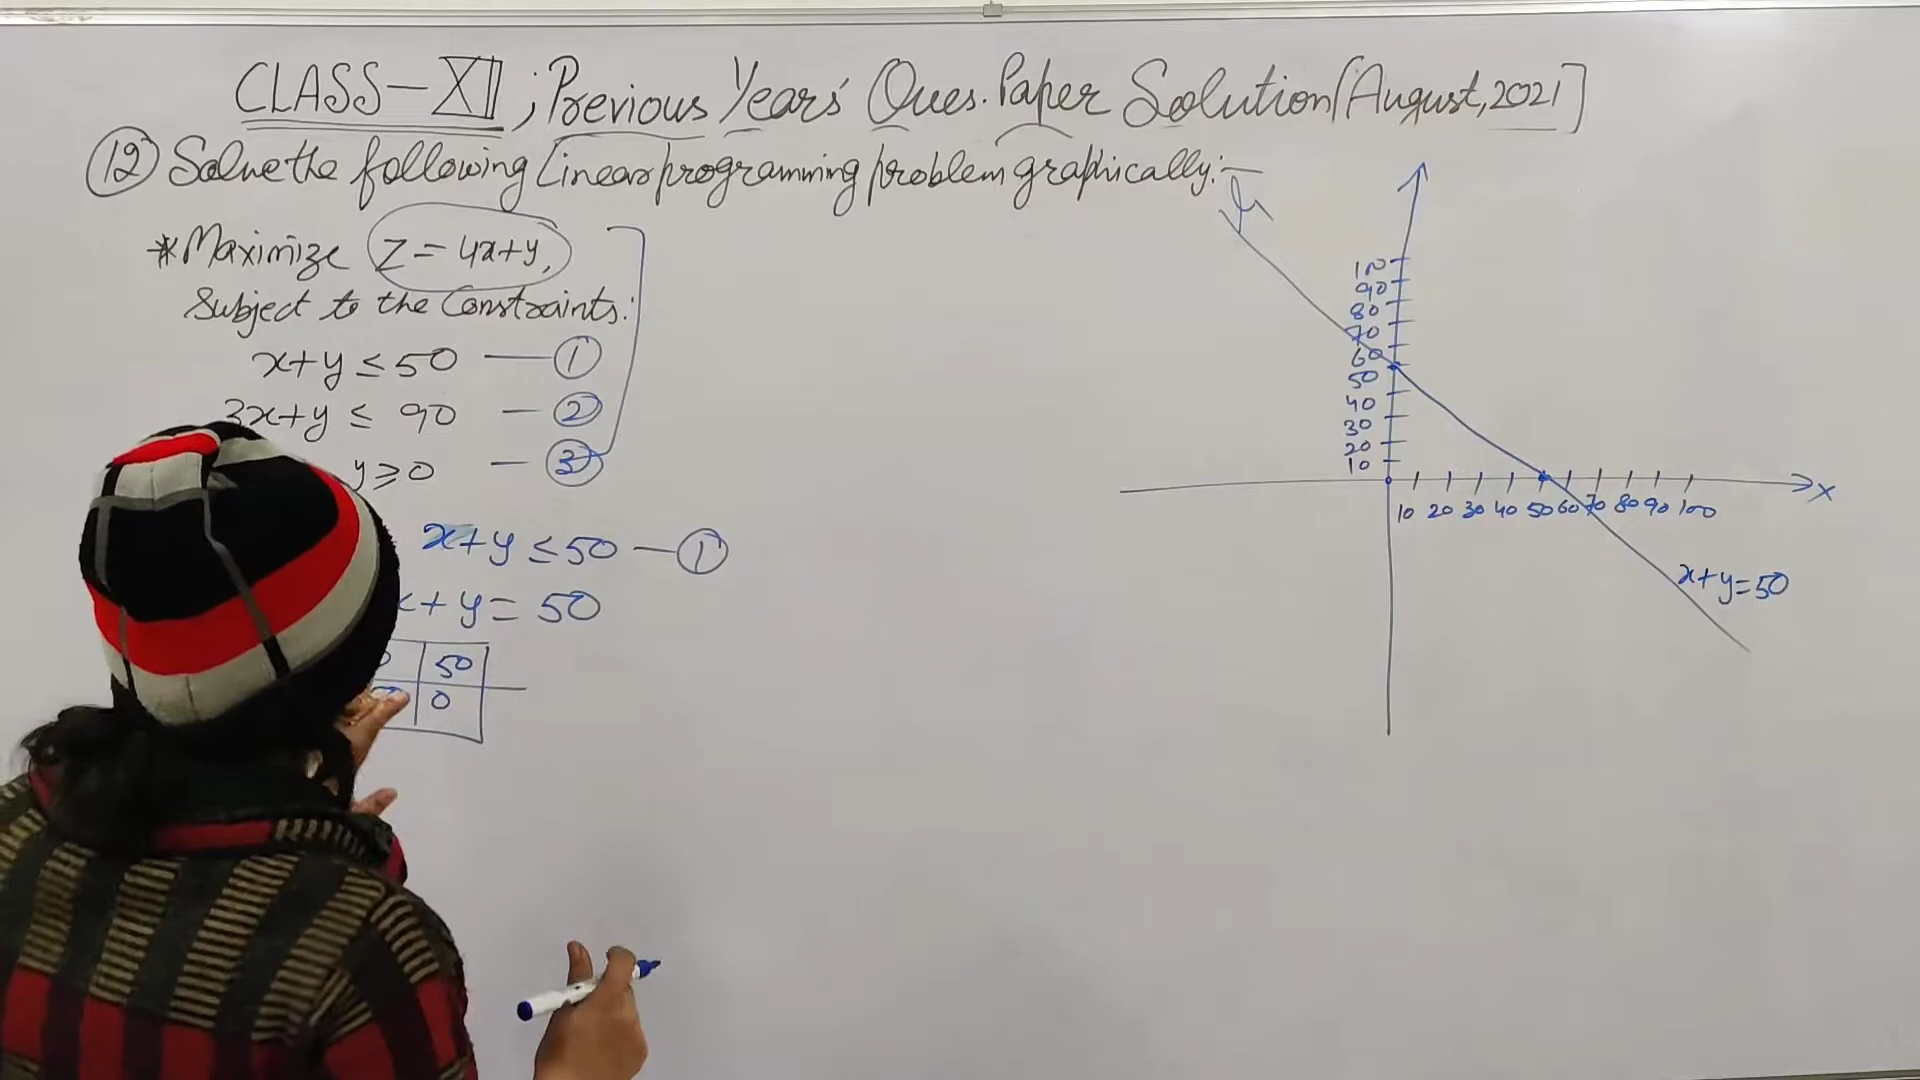 CLASS-XII; Previous Years' Ques. Paper Solution [August, 2021]
(12) Solve the following Linear programming problem graphically:-
*Maximize Z = 4x+y,
Subject to the Constraints:
x+y ≤ 50 — (1)
3x+y ≤ 90 — (2)
y ≥ 0 — (3)
x+y ≤ 50 — (1)
x+y = 50
50
0
100
90
80
70
60
50
40
30
20
10
10 20 30 40 50 60 70 80 90 100
x
x+y=50